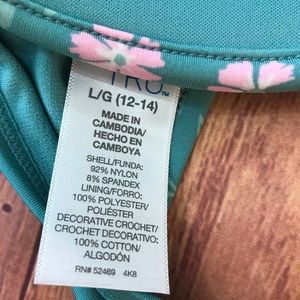 L/G (12-14)
MADE IN
CAMBODIA/
HECHO EN
CAMBOYA
SHELL/FUNDA:
92% NYLON
8% SPANDEX
LINING/FORRO:
100% POLYESTER/
POLIÉSTER
DECORATIVE CROCHET/
CROCHET DECORATIVO:
100% COTTON/
ALGODÓN
RN# 52469 4K8